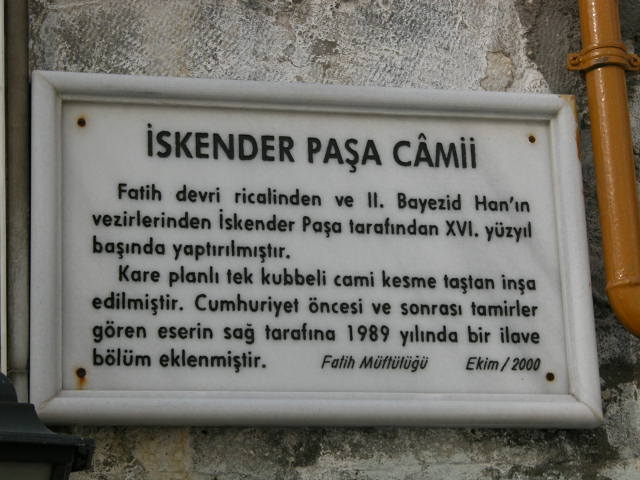 İSKENDER PAŞA CÂMİİ
Fatih devri ricalinden ve II. Bayezid Han'ın
vezirlerinden İskender Paşa tarafından XVI. yüzyıl
başında yaptırılmıştır.
Kare planlı tek kubbeli cami kesme taştan inşa
edilmiştir. Cumhuriyet öncesi ve sonrası tamirler
gören eserin sağ tarafına 1989 yılında bir ilave
bölüm eklenmiştir. Fatih Müftülüğü Ekim/2000